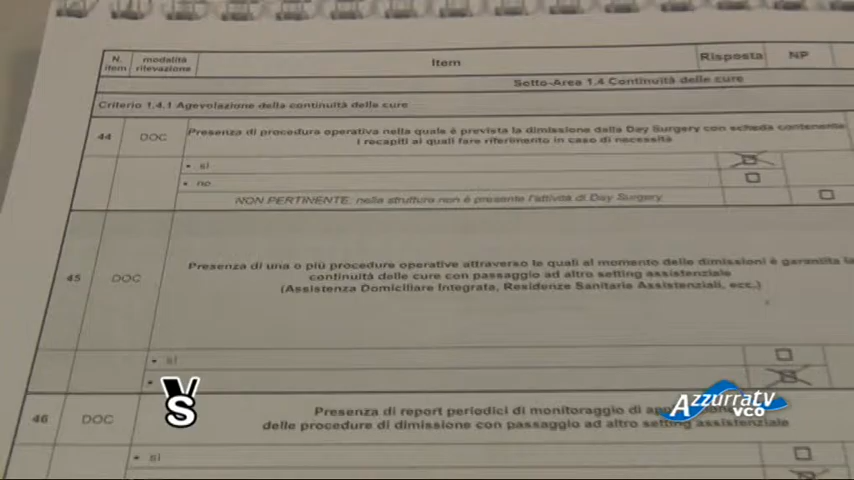 N. item
modalità rilevazione
Item
Risposta
NP
Sotto-Area 1.4 Continuità delle cure
Criterio 1.4.1 Agevolazione della continuità delle cure
44
DOC
Presenza di procedura operativa nella quale è prevista la dimissione dalla Day Surgery con scheda contenente
i recapiti ai quali fare riferimento in caso di necessità
• sì
• no
NON PERTINENTE: nella struttura non è presente l'attività di Day Surgery
45
DOC
Presenza di una o più procedure operative attraverso le quali al momento delle dimissioni è garantita la
continuità delle cure con passaggio ad altro setting assistenziale
(Assistenza Domiciliare Integrata, Residenze Sanitarie Assistenziali, ecc.)
• sì
46
DOC
Presenza di report periodici di monitoraggio di
delle procedure di dimissione con passaggio ad altro setting assistenziale
• sì
VS
Azzurratv
VCO